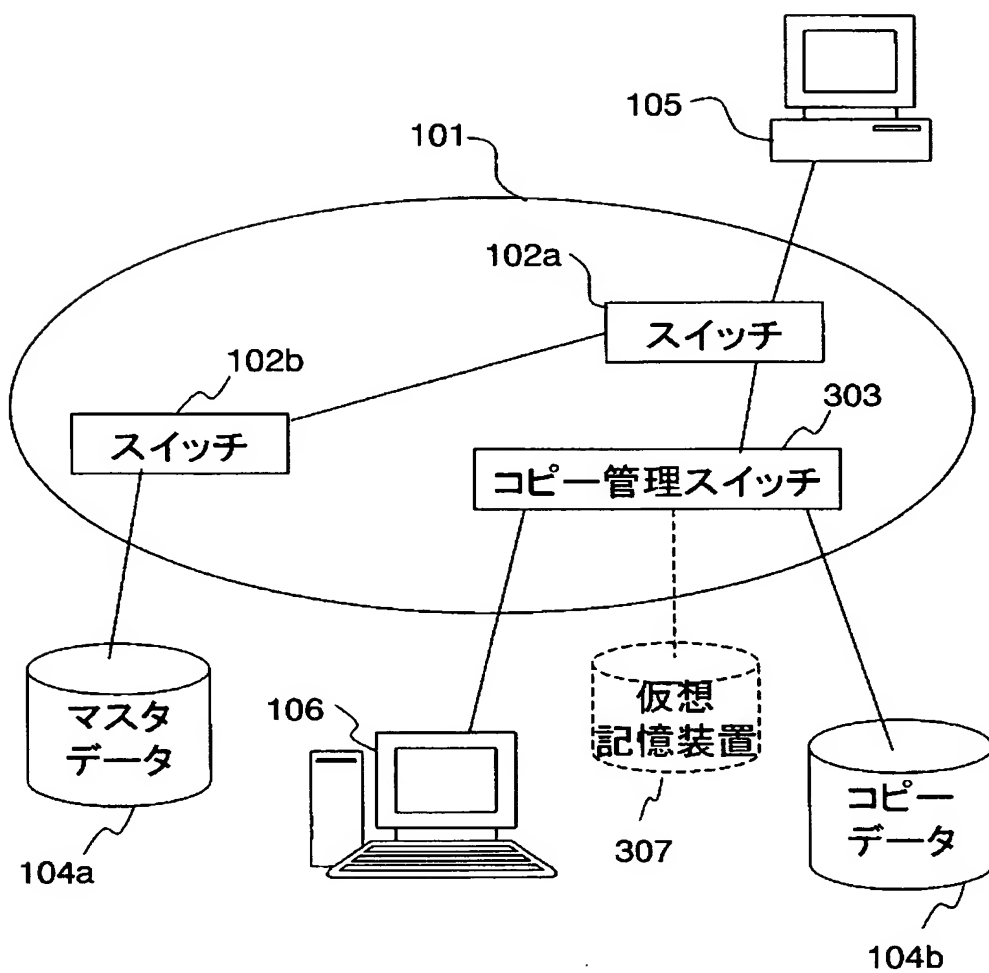 105
101
102a
スイッチ
102b
303
スイッチ
コピー管理スイッチ
マスタ
データ
106
仮想
記憶装置
コピー
データ
104a
307
104b